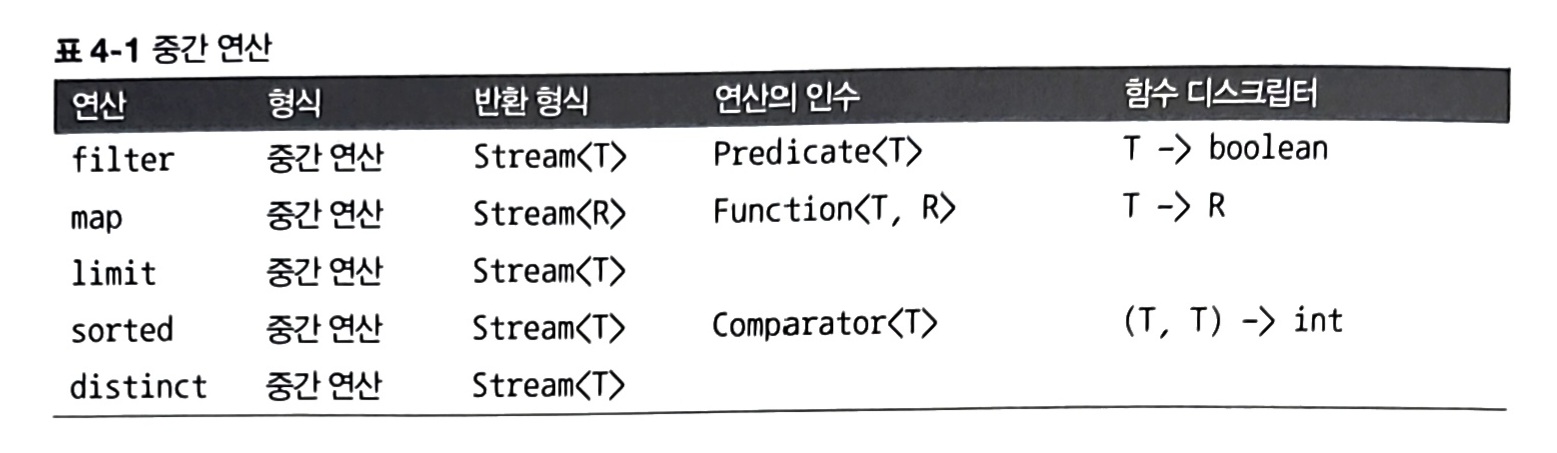 표 4-1 중간 연산
연산 형식 반환 형식 연산의 인수 함수 디스크립터
filter 중간 연산 Stream<T> Predicate<T> T -> boolean
map 중간 연산 Stream<R> Function<T, R> T -> R
limit 중간 연산 Stream<T>
sorted 중간 연산 Stream<T> Comparator<T> (T, T) -> int
distinct 중간 연산 Stream<T>